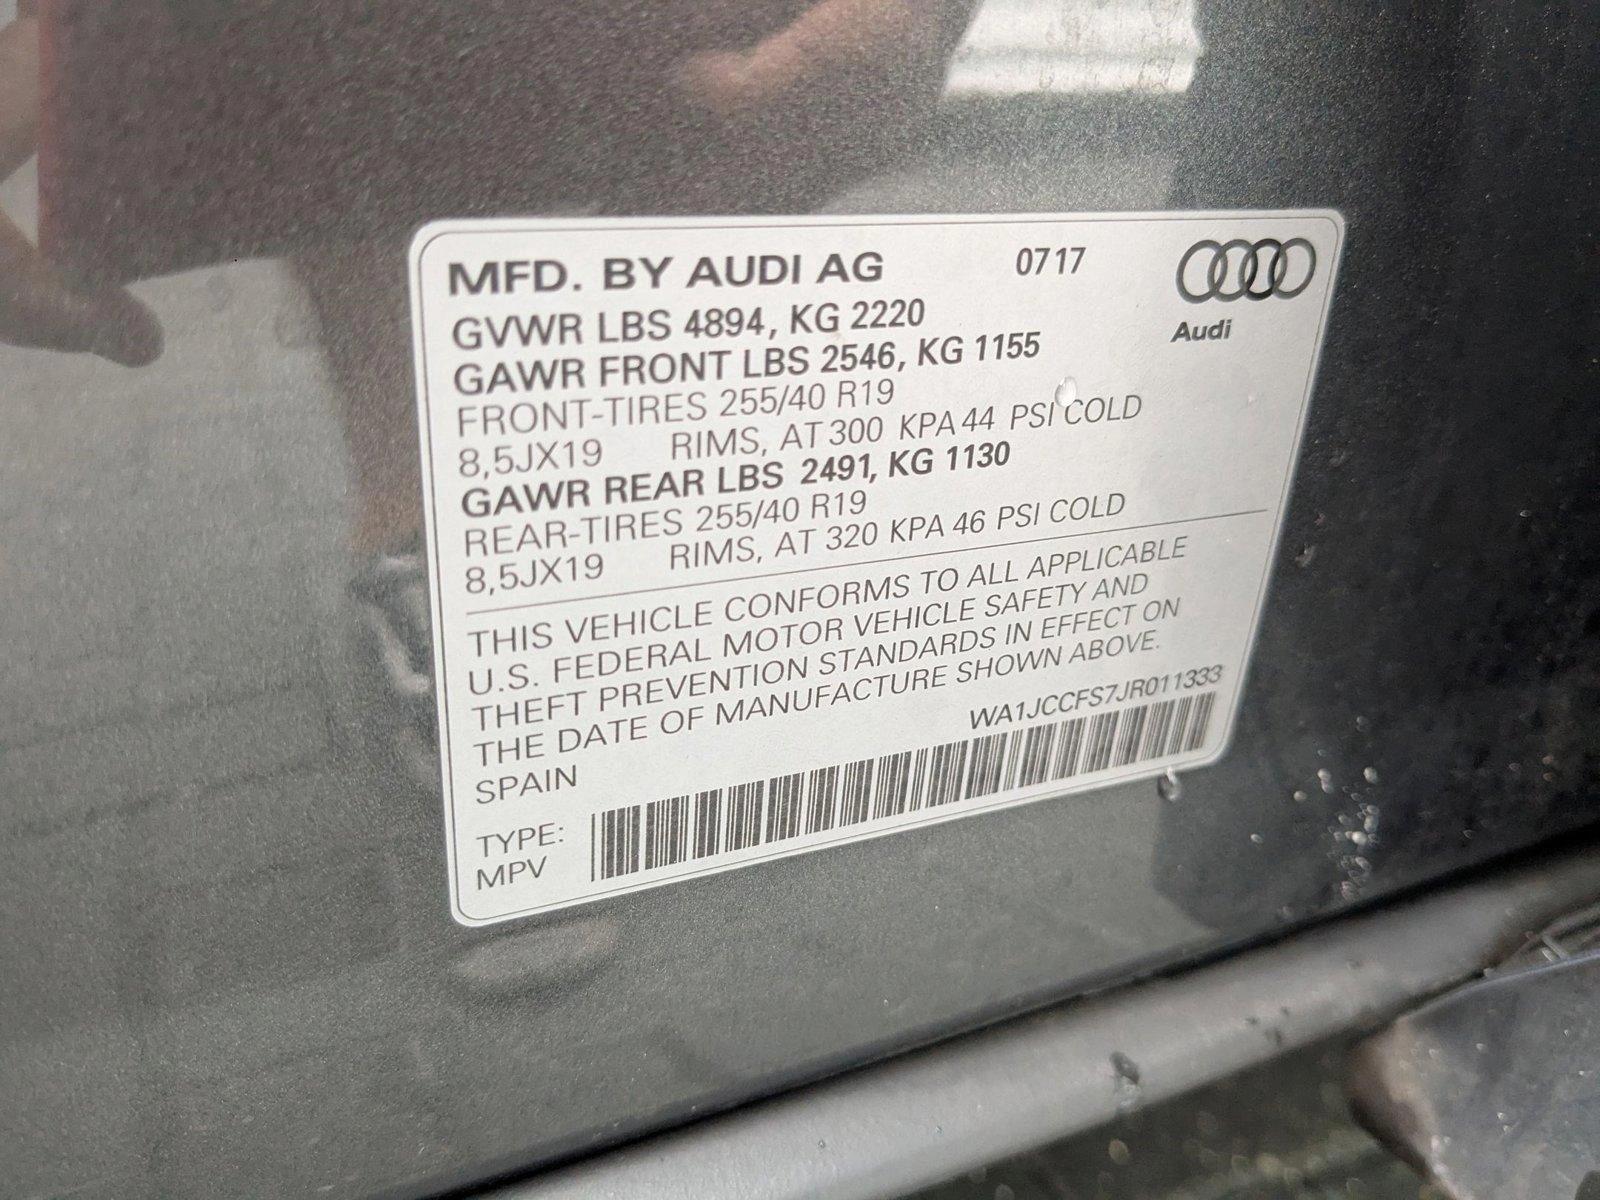 MFD. BY AUDI AG 0717
Audi
GVWR LBS 4894, KG 2220
GAWR FRONT LBS 2546, KG 1155
FRONT-TIRES 255/40 R19
8,5JX19 RIMS, AT 300 KPA 44 PSI COLD
GAWR REAR LBS 2491, KG 1130
REAR-TIRES 255/40 R19
8,5JX19 RIMS, AT 320 KPA 46 PSI COLD
THIS VEHICLE CONFORMS TO ALL APPLICABLE
U.S. FEDERAL MOTOR VEHICLE SAFETY AND
THEFT PREVENTION STANDARDS IN EFFECT ON
THE DATE OF MANUFACTURE SHOWN ABOVE.
SPAIN WA1JCCFS7JR011333
TYPE:
MPV